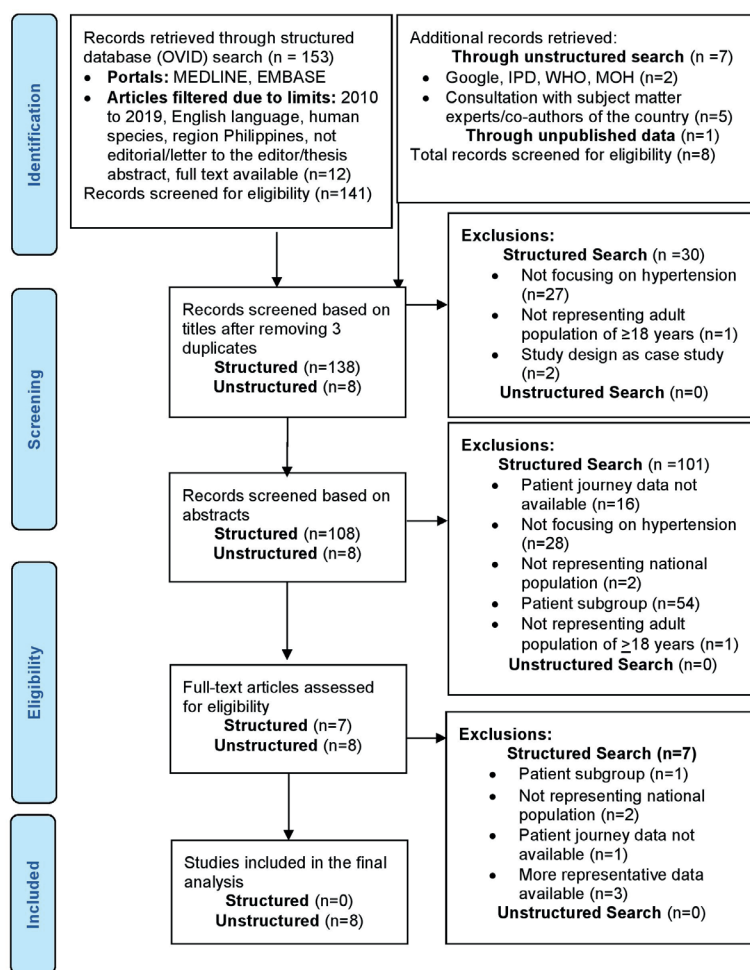 Identification
Records retrieved through structured
database (OVID) search (n = 153)
• Portals: MEDLINE, EMBASE
• Articles filtered due to limits: 2010
to 2019, English language, human
species, region Philippines, not
editorial/letter to the editor/thesis
abstract, full text available (n=12)
Records screened for eligibility (n=141)
Additional records retrieved:
Through unstructured search (n =7)
• Google, IPD, WHO, MOH (n=2)
• Consultation with subject matter
experts/co-authors of the country (n=5)
Through unpublished data (n=1)
Total records screened for eligibility (n=8)
Screening
Records screened based on
titles after removing 3
duplicates
Structured (n=138)
Unstructured (n=8)
Exclusions:
Structured Search (n =30)
• Not focusing on hypertension
(n=27)
• Not representing adult
population of ≥18 years (n=1)
• Study design as case study
(n=2)
Unstructured Search (n=0)
Records screened based on
abstracts
Structured (n=108)
Unstructured (n=8)
Exclusions:
Structured Search (n =101)
• Patient journey data not
available (n=16)
• Not focusing on hypertension
(n=28)
• Not representing national
population (n=2)
• Patient subgroup (n=54)
• Not representing adult
population of ≥18 years (n=1)
Unstructured Search (n=0)
Eligibility
Full-text articles assessed
for eligibility
Structured (n=7)
Unstructured (n=8)
Exclusions:
Structured Search (n=7)
• Patient subgroup (n=1)
• Not representing national
population (n=2)
• Patient journey data not
available (n=1)
• More representative data
available (n=3)
Unstructured Search (n=0)
Included
Studies included in the final
analysis
Structured (n=0)
Unstructured (n=8)